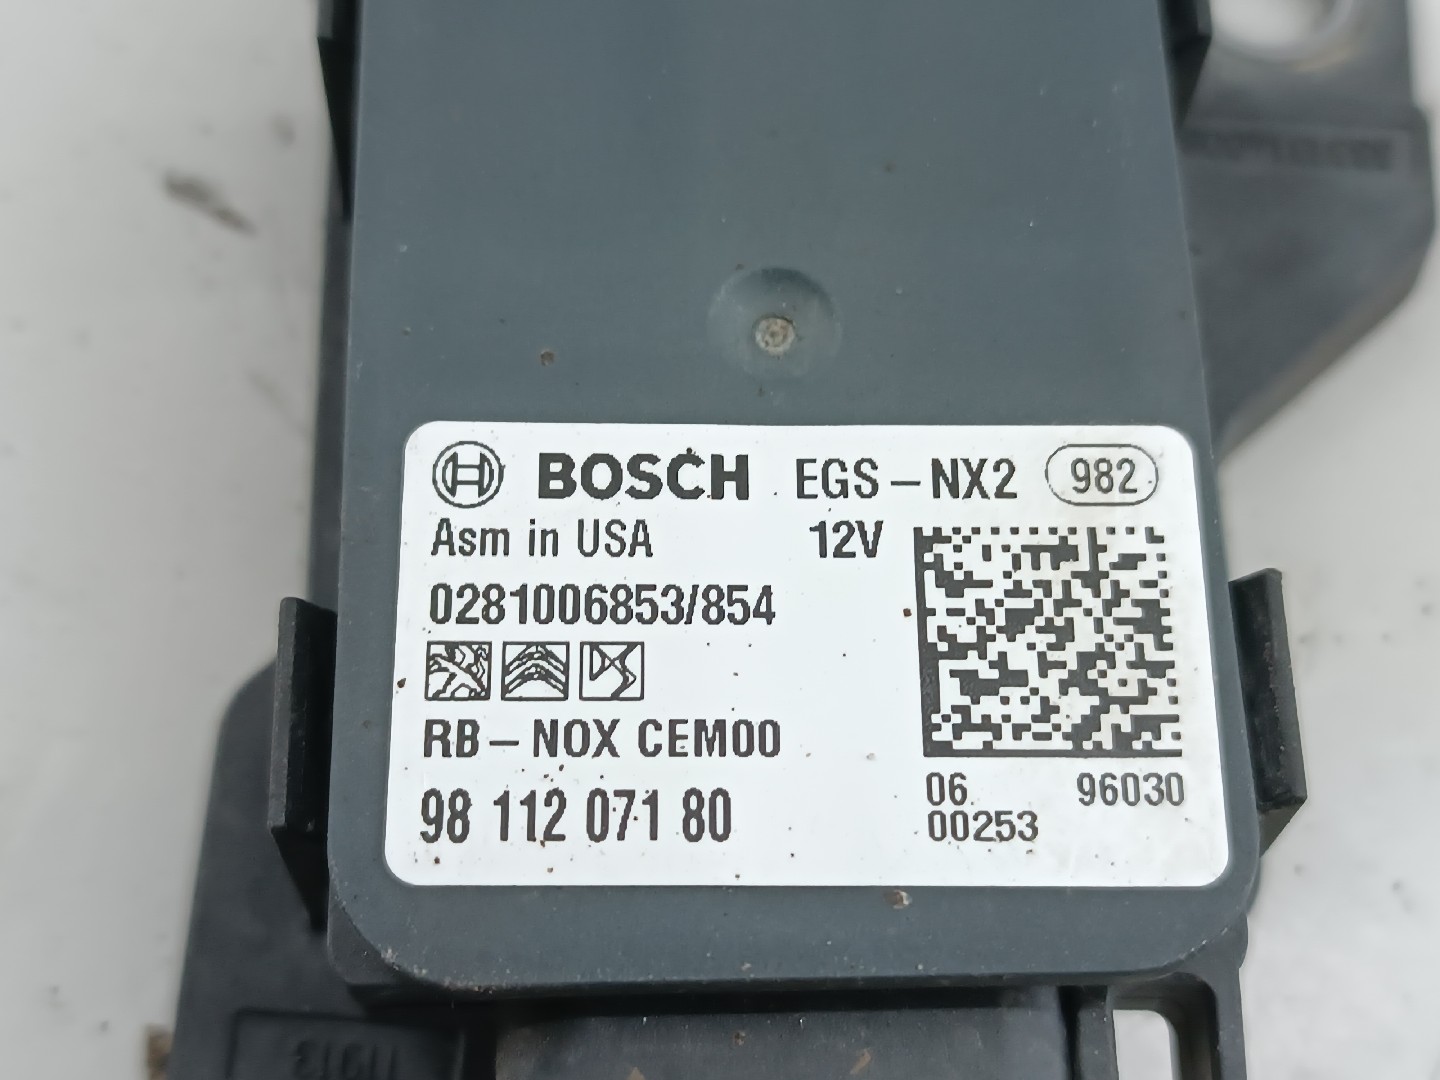 BOSCH EGS-NX2 982
Asm in USA 12V
0281006853/854
RB-NOX CEM00
98 112 071 80
06 96030
00253